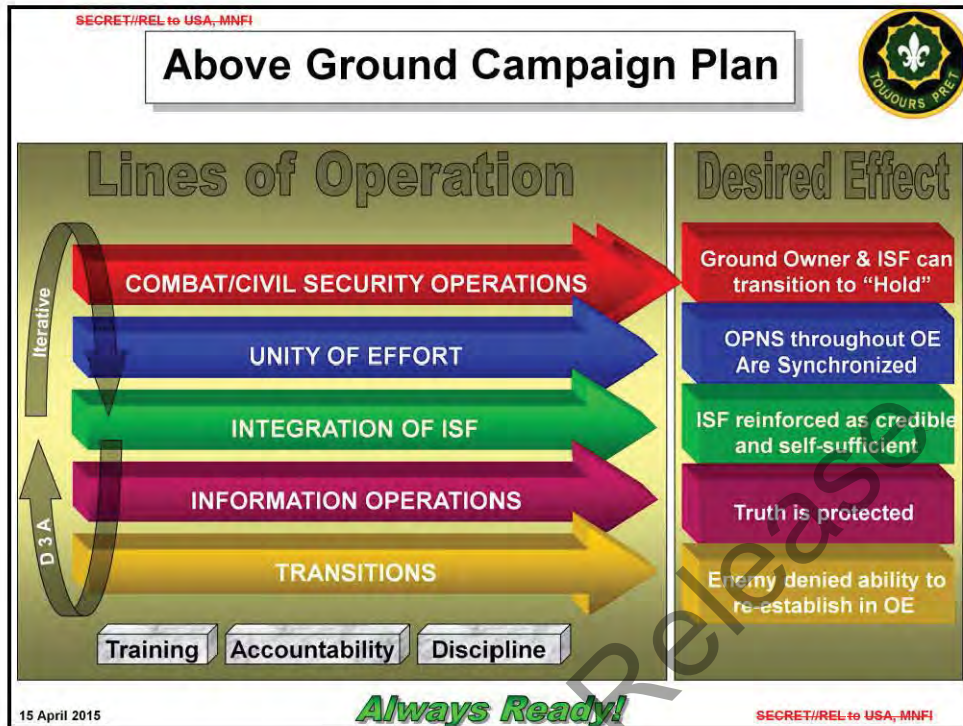 SECRET//REL to USA, MNFI
Above Ground Campaign Plan
TOUJOURS PRET
Lines of Operation
Desired Effect
Iterative
D 3 A
COMBAT/CIVIL SECURITY OPERATIONS
Ground Owner & ISF can
transition to “Hold”
UNITY OF EFFORT
OPNS throughout OE
Are Synchronized
INTEGRATION OF ISF
ISF reinforced as credible
and self-sufficient
INFORMATION OPERATIONS
Truth is protected
TRANSITIONS
Enemy denied ability to
re-establish in OE
Training
Accountability
Discipline
Release
15 April 2015
Always Ready!
SECRET//REL to USA, MNFI